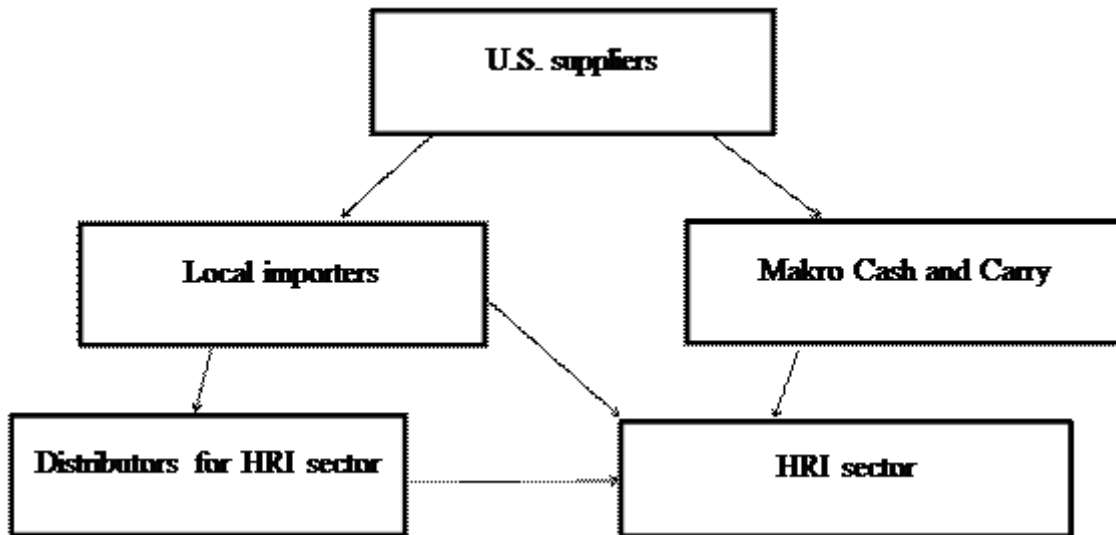 U.S. suppliers
Local importers
Makro Cash and Carry
Distributors for HRI sector
HRI sector